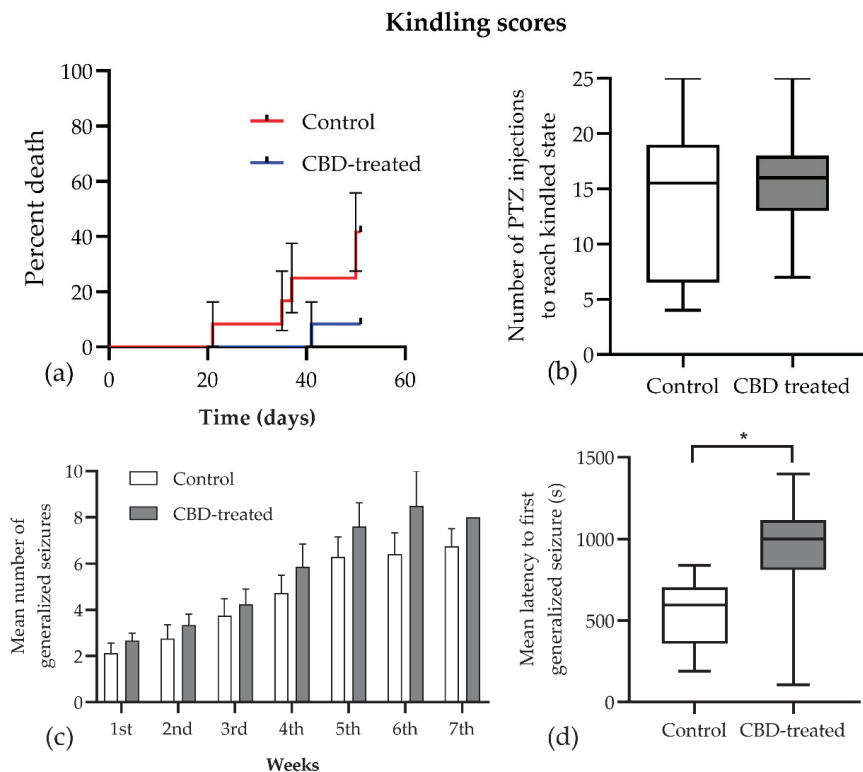 Kindling scores
100
80
60
40
20
0
Percent death
Control
CBD-treated
0
20
40
60
Time (days)
(a)
25
20
15
10
5
0
Number of PTZ injections
to reach kindled state
Control
CBD treated
(b)
10
8
6
4
2
0
Mean number of
generalized seizures
Control
CBD-treated
1st
2nd
3rd
4th
5th
6th
7th
Weeks
(c)
1500
1000
500
0
Mean latency to first
generalized seizure (s)
*
Control
CBD-treated
(d)